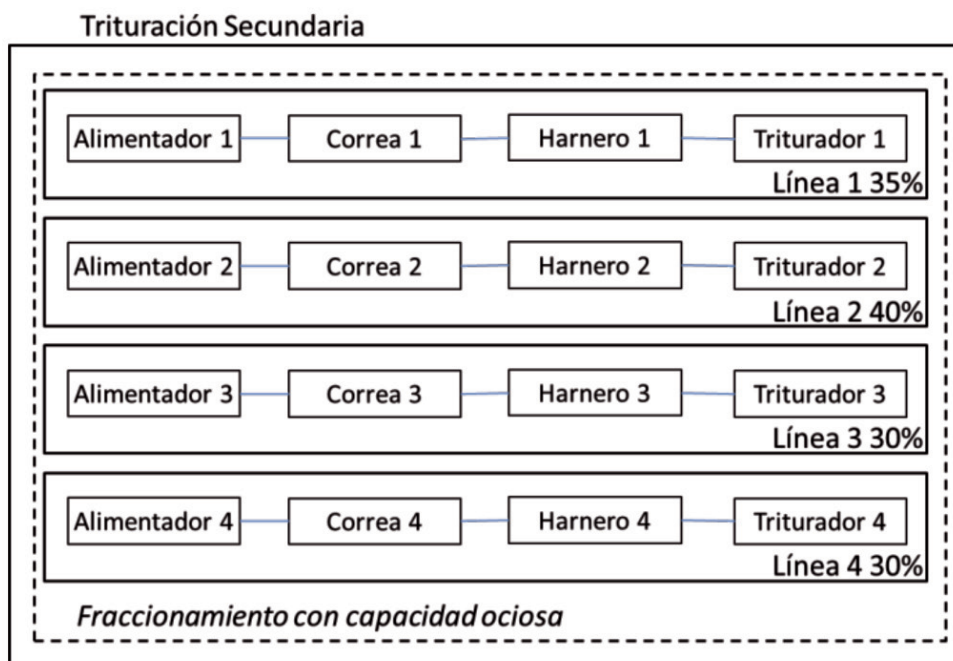 Trituración Secundaria
Alimentador 1
Correa 1
Harnero 1
Triturador 1
Línea 1 35%
Alimentador 2
Correa 2
Harnero 2
Triturador 2
Línea 2 40%
Alimentador 3
Correa 3
Harnero 3
Triturador 3
Línea 3 30%
Alimentador 4
Correa 4
Harnero 4
Triturador 4
Línea 4 30%
Fraccionamiento con capacidad ociosa